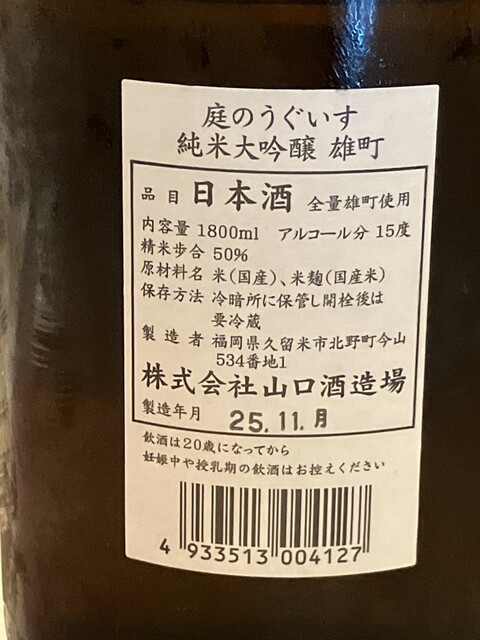 庭のうぐいす
純米大吟醸 雄町
品目 日本酒 全量雄町使用
内容量 1800ml アルコール分 15度
精米歩合 50%
原材料名 米(国産)、米麹(国産米)
保存方法 冷暗所に保管し開栓後は
要冷蔵
製造者 福岡県久留米市北野町今山
534番地1
株式会社山口酒造場
製造年月 25.11.月
飲酒は20歳になってから
妊娠中や授乳期の飲酒はお控えください
4 933513 004127